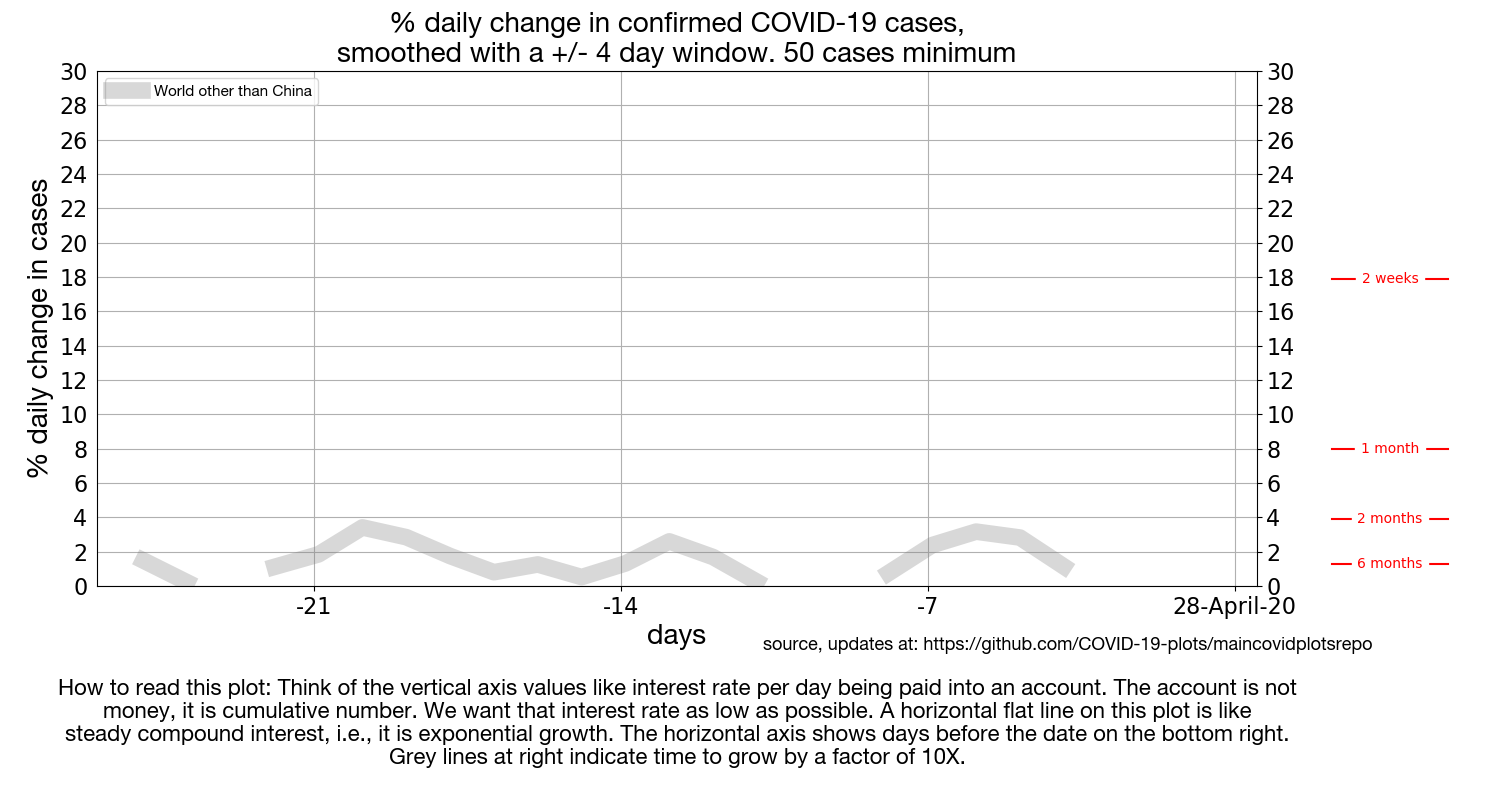 % daily change in confirmed COVID-19 cases,
smoothed with a +/- 4 day window. 50 cases minimum
World other than China
% daily change in cases
30
28
26
24
22
20
18
16
14
12
10
8
6
4
2
0
30
28
26
24
22
20
18
16
14
12
10
8
6
4
2
0
2 weeks
1 month
2 months
6 months
-21 -14 -7 28-April-20
days
source, updates at: https://github.com/COVID-19-plots/maincovidplotsrepo
How to read this plot: Think of the vertical axis values like interest rate per day being paid into an account. The account is not
money, it is cumulative number. We want that interest rate as low as possible. A horizontal flat line on this plot is like
steady compound interest, i.e., it is exponential growth. The horizontal axis shows days before the date on the bottom right.
Grey lines at right indicate time to grow by a factor of 10X.